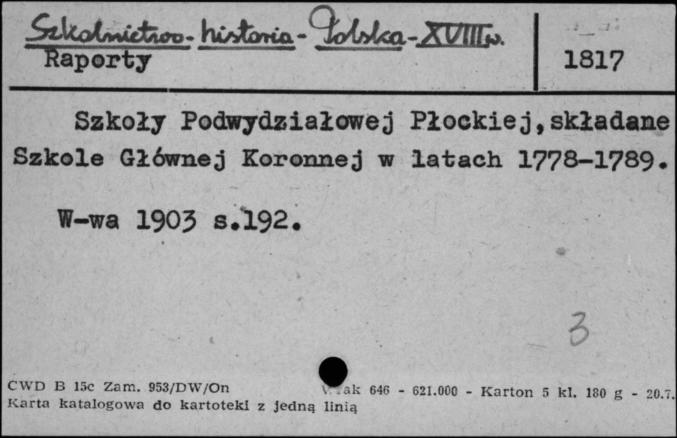 Szkolnictwo - historia - Polska - XVIII w.
Raporty
1817
Szkoły Podwydziałowej Płockiej, składane
Szkole Głównej Koronnej w latach 1778-1789.
W-wa 1903 s.192.
3
CWD B 15c Zam. 953/DW/On
ak 646 - 621.000 - Karton 5 kl. 180 g - 20.7.
Karta katalogowa do kartoteki z jedną linią